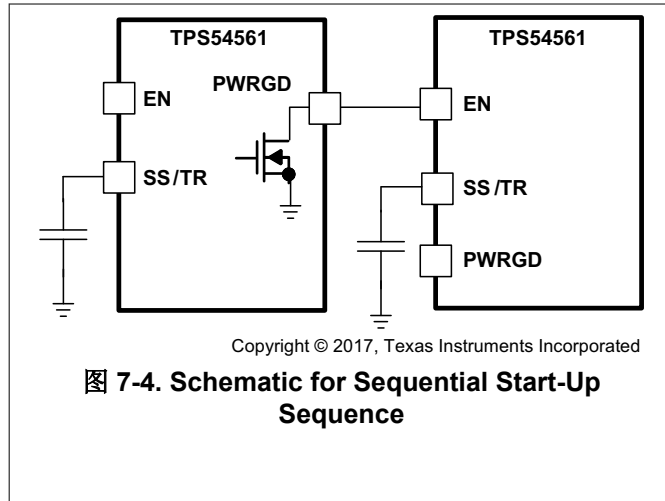 TPS54561
EN
PWRGD
SS/TR
TPS54561
EN
SS/TR
PWRGD
Copyright © 2017, Texas Instruments Incorporated
图 7-4. Schematic for Sequential Start-Up
Sequence